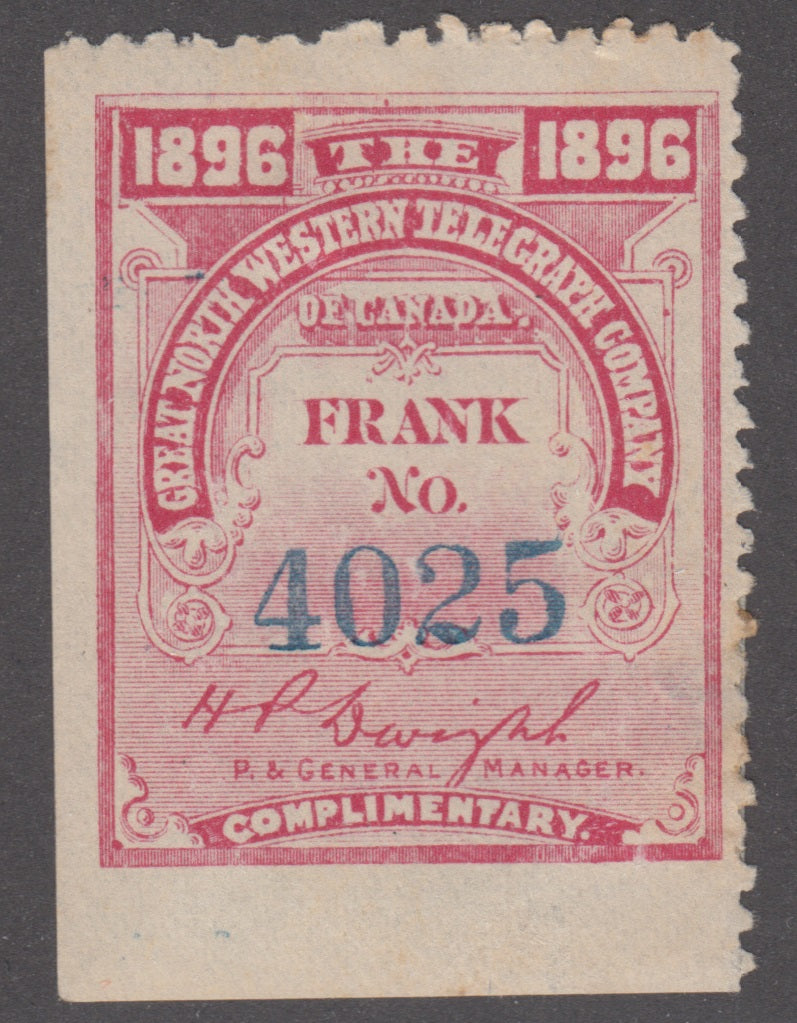 1896 THE 1896
GREAT NORTH WESTERN TELEGRAPH COMPANY
OF CANADA.
FRANK
No.
4025
H P Dwight
P. & GENERAL MANAGER.
COMPLIMENTARY.